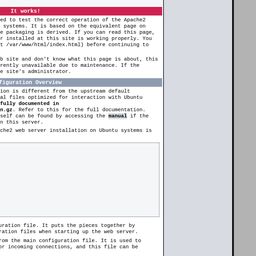 It works!
ed to test the correct operation of the Apache2
systems. It is based on the equivalent page on
e packaging is derived. If you can read this page,
r installed at this site is working properly. You
t /var/www/html/index.html) before continuing to
b site and don't know what this page is about, this
rently unavailable due to maintenance. If the
e site's administrator.
figuration Overview
ion is different from the upstream default
al files optimized for interaction with Ubuntu
fully documented in
n.gz. Refer to this for the full documentation.
self can be found by accessing the manual if the
n this server.
che2 web server installation on Ubuntu systems is
uration file. It puts the pieces together by
ration files when starting up the web server.
rom the main configuration file. It is used to
or incoming connections, and this file can be